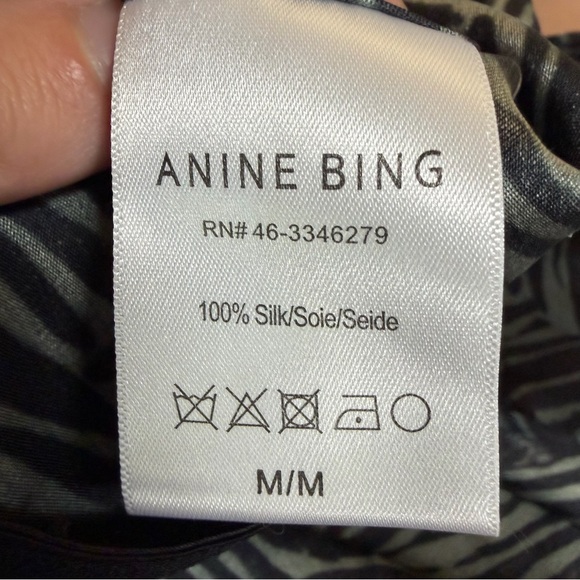 ANINE BING
RN# 46-3346279
100% Silk/Soie/Seide
M/M